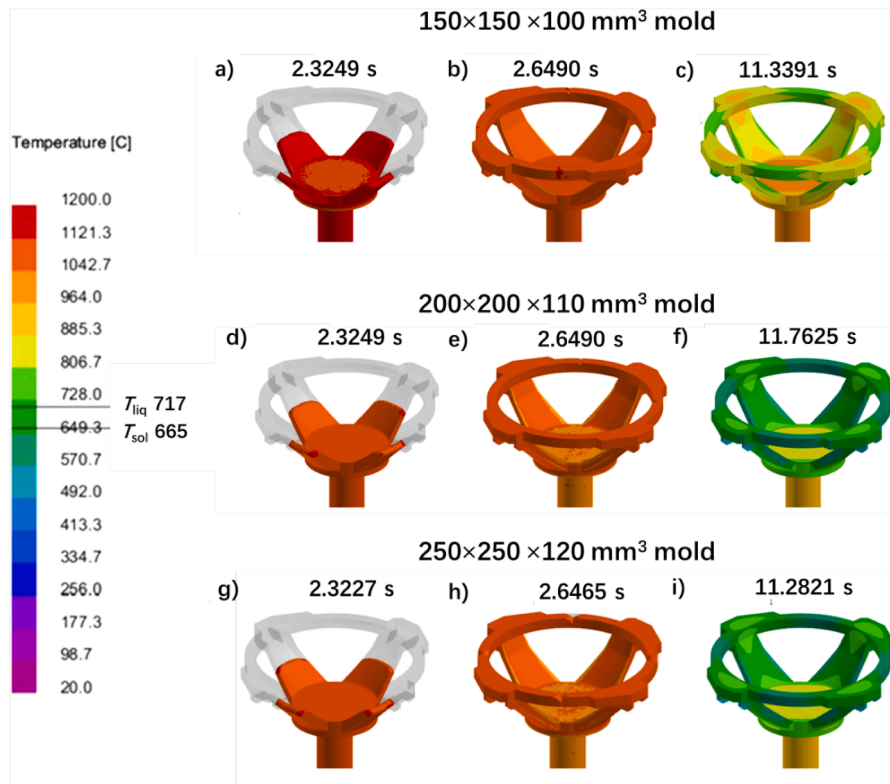 150×150 ×100 mm³ mold
a) 2.3249 s b) 2.6490 s c) 11.3391 s
Temperature [C]
1200.0
1121.3
1042.7
964.0
885.3
806.7
728.0
649.3
570.7
492.0
413.3
334.7
256.0
177.3
98.7
20.0
Tliq 717
Tsol 665
200×200 ×110 mm³ mold
d) 2.3249 s e) 2.6490 s f) 11.7625 s
250×250 ×120 mm³ mold
g) 2.3227 s h) 2.6465 s i) 11.2821 s